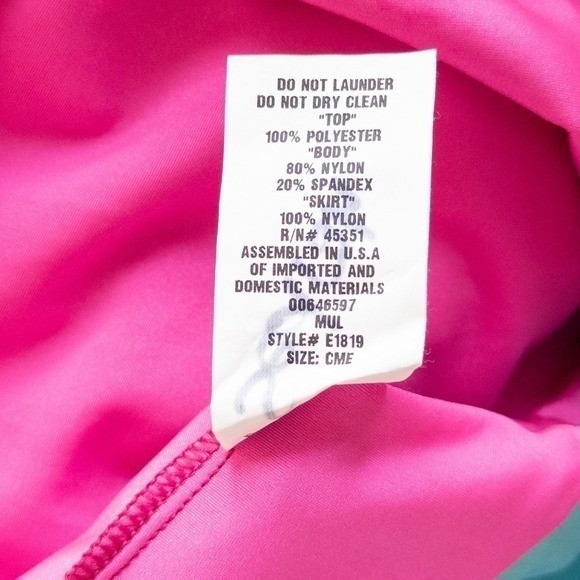 DO NOT LAUNDER
DO NOT DRY CLEAN
"TOP"
100% POLYESTER
"BODY"
80% NYLON
20% SPANDEX
"SKIRT"
100% NYLON
R/N# 45351
ASSEMBLED IN U.S.A
OF IMPORTED AND
DOMESTIC MATERIALS
00646597
MUL
STYLE# E1819
SIZE: CME